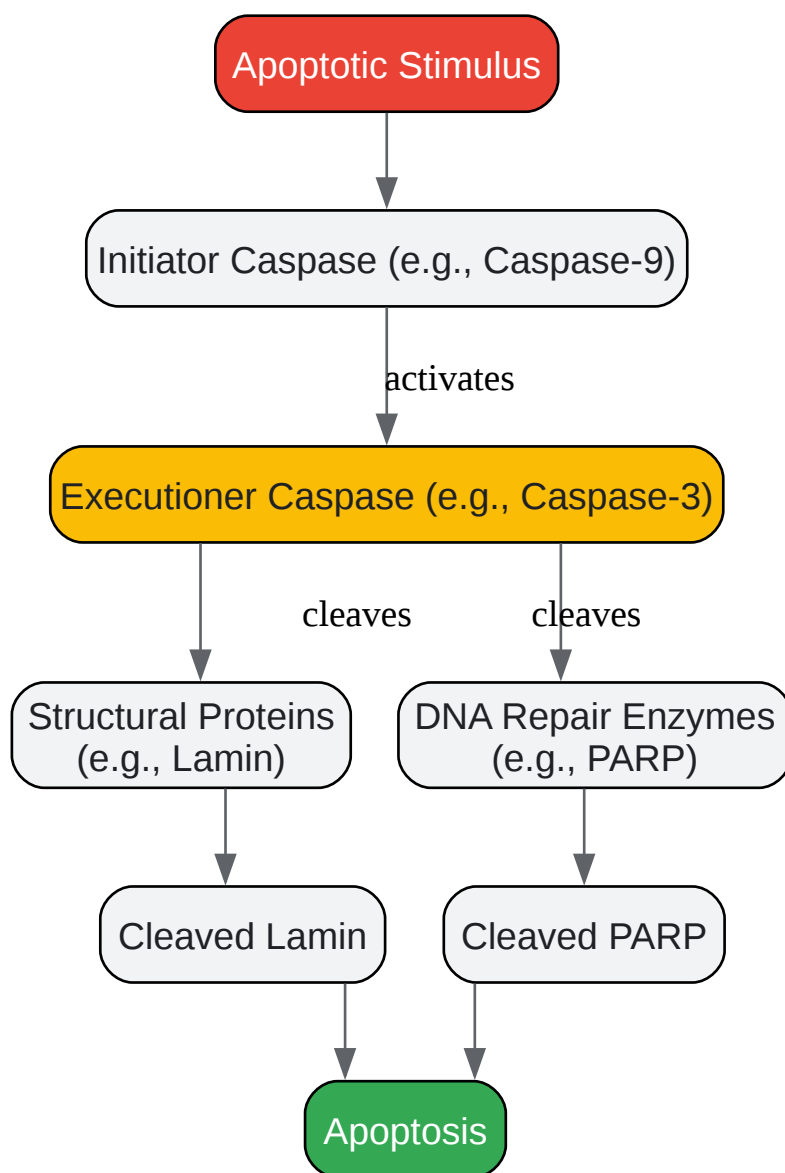 Apoptotic Stimulus
Initiator Caspase (e.g., Caspase-9)
activates
Executioner Caspase (e.g., Caspase-3)
cleaves
cleaves
Structural Proteins
(e.g., Lamin)
DNA Repair Enzymes
(e.g., PARP)
Cleaved Lamin
Cleaved PARP
Apoptosis